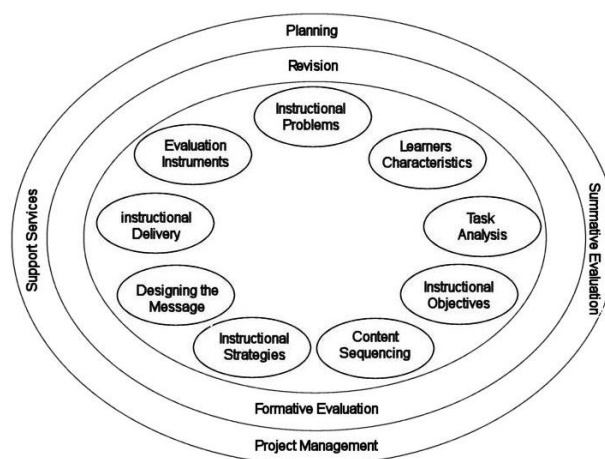 Planning
Revision
Instructional
Problems
Evaluation
Instruments
Learners
Characteristics
instructional
Delivery
Task
Analysis
Support Services
Summative Evaluation
Designing the
Message
Instructional
Objectives
Instructional
Strategies
Content
Sequencing
Formative Evaluation
Project Management